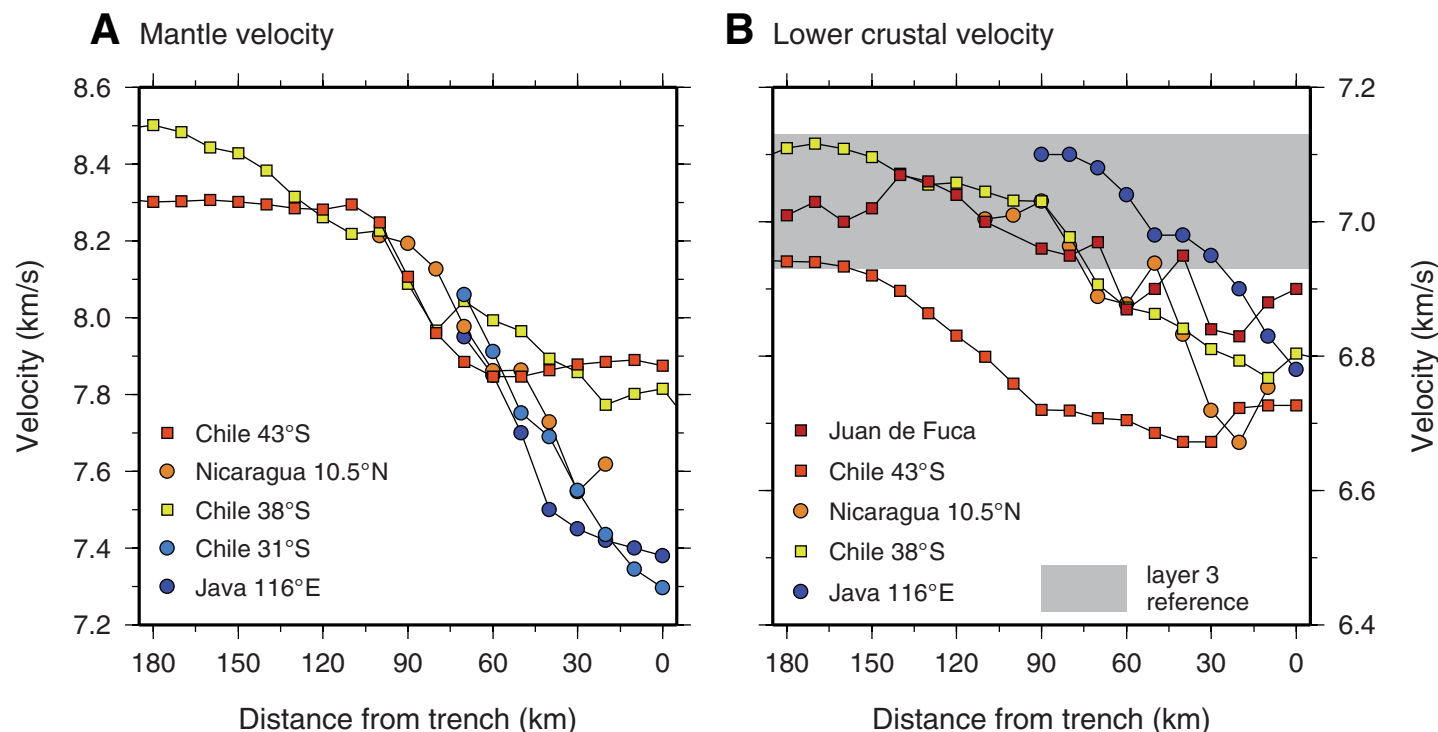 A Mantle velocity
8.6
8.4
8.2
8.0
7.8
7.6
7.4
7.2
Velocity (km/s)
Chile 43°S
Nicaragua 10.5°N
Chile 38°S
Chile 31°S
Java 116°E
180 150 120 90 60 30 0
Distance from trench (km)
B Lower crustal velocity
7.2
7.0
6.8
6.6
6.4
Velocity (km/s)
Juan de Fuca
Chile 43°S
Nicaragua 10.5°N
Chile 38°S
Java 116°E
layer 3
reference
180 150 120 90 60 30 0
Distance from trench (km)